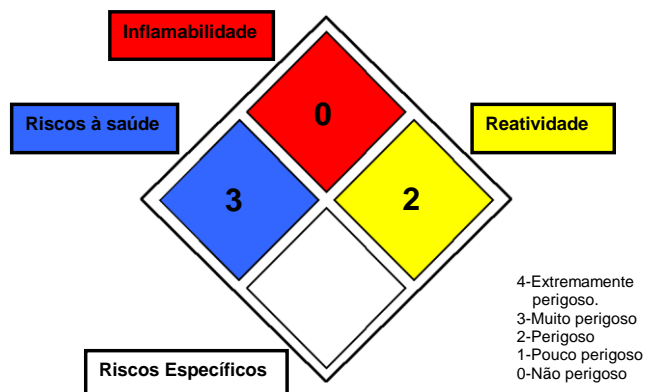 Inflamabilidade
0
Riscos à saúde
Reatividade
3
2
4-Extremamente
perigoso.
3-Muito perigoso
2-Perigoso
1-Pouco perigoso
0-Não perigoso
Riscos Específicos